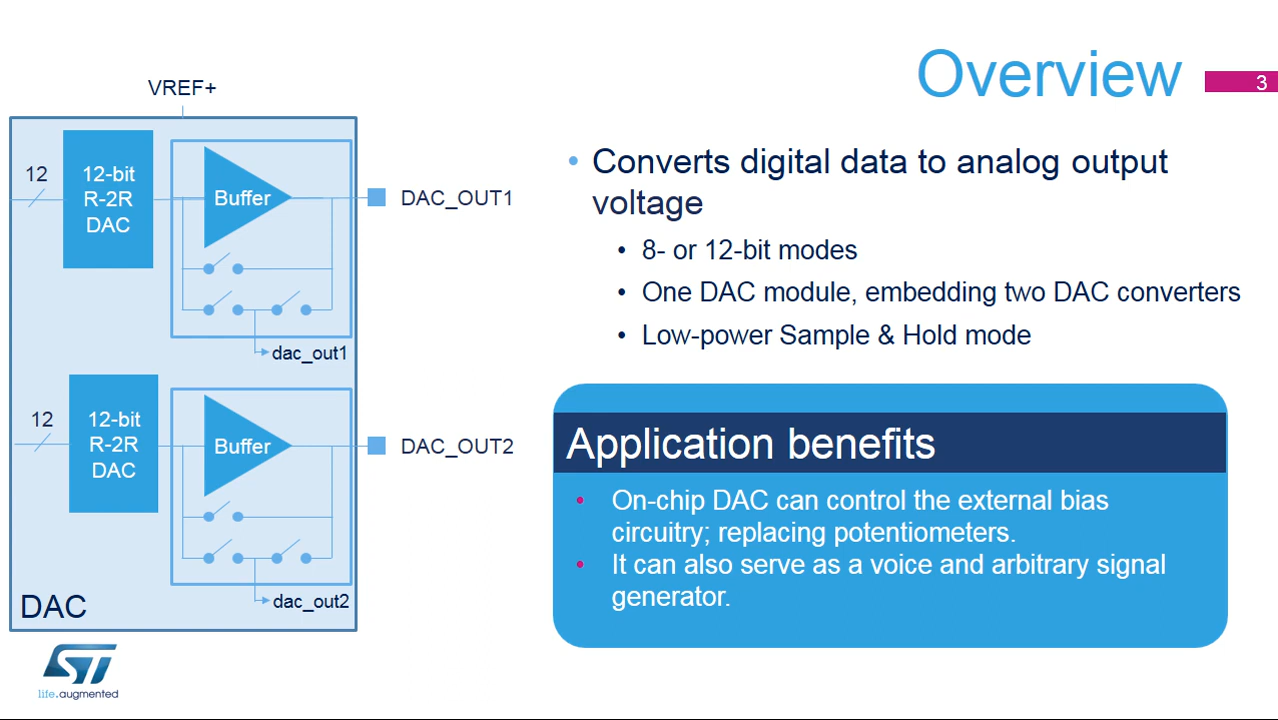 Overview
3
VREF+
12
12-bit
R-2R
DAC
Buffer
DAC_OUT1
dac_out1
12
12-bit
R-2R
DAC
Buffer
DAC_OUT2
dac_out2
DAC
ST
life.augmented
• Converts digital data to analog output
voltage
• 8- or 12-bit modes
• One DAC module, embedding two DAC converters
• Low-power Sample & Hold mode
Application benefits
• On-chip DAC can control the external bias
circuitry; replacing potentiometers.
• It can also serve as a voice and arbitrary signal
generator.